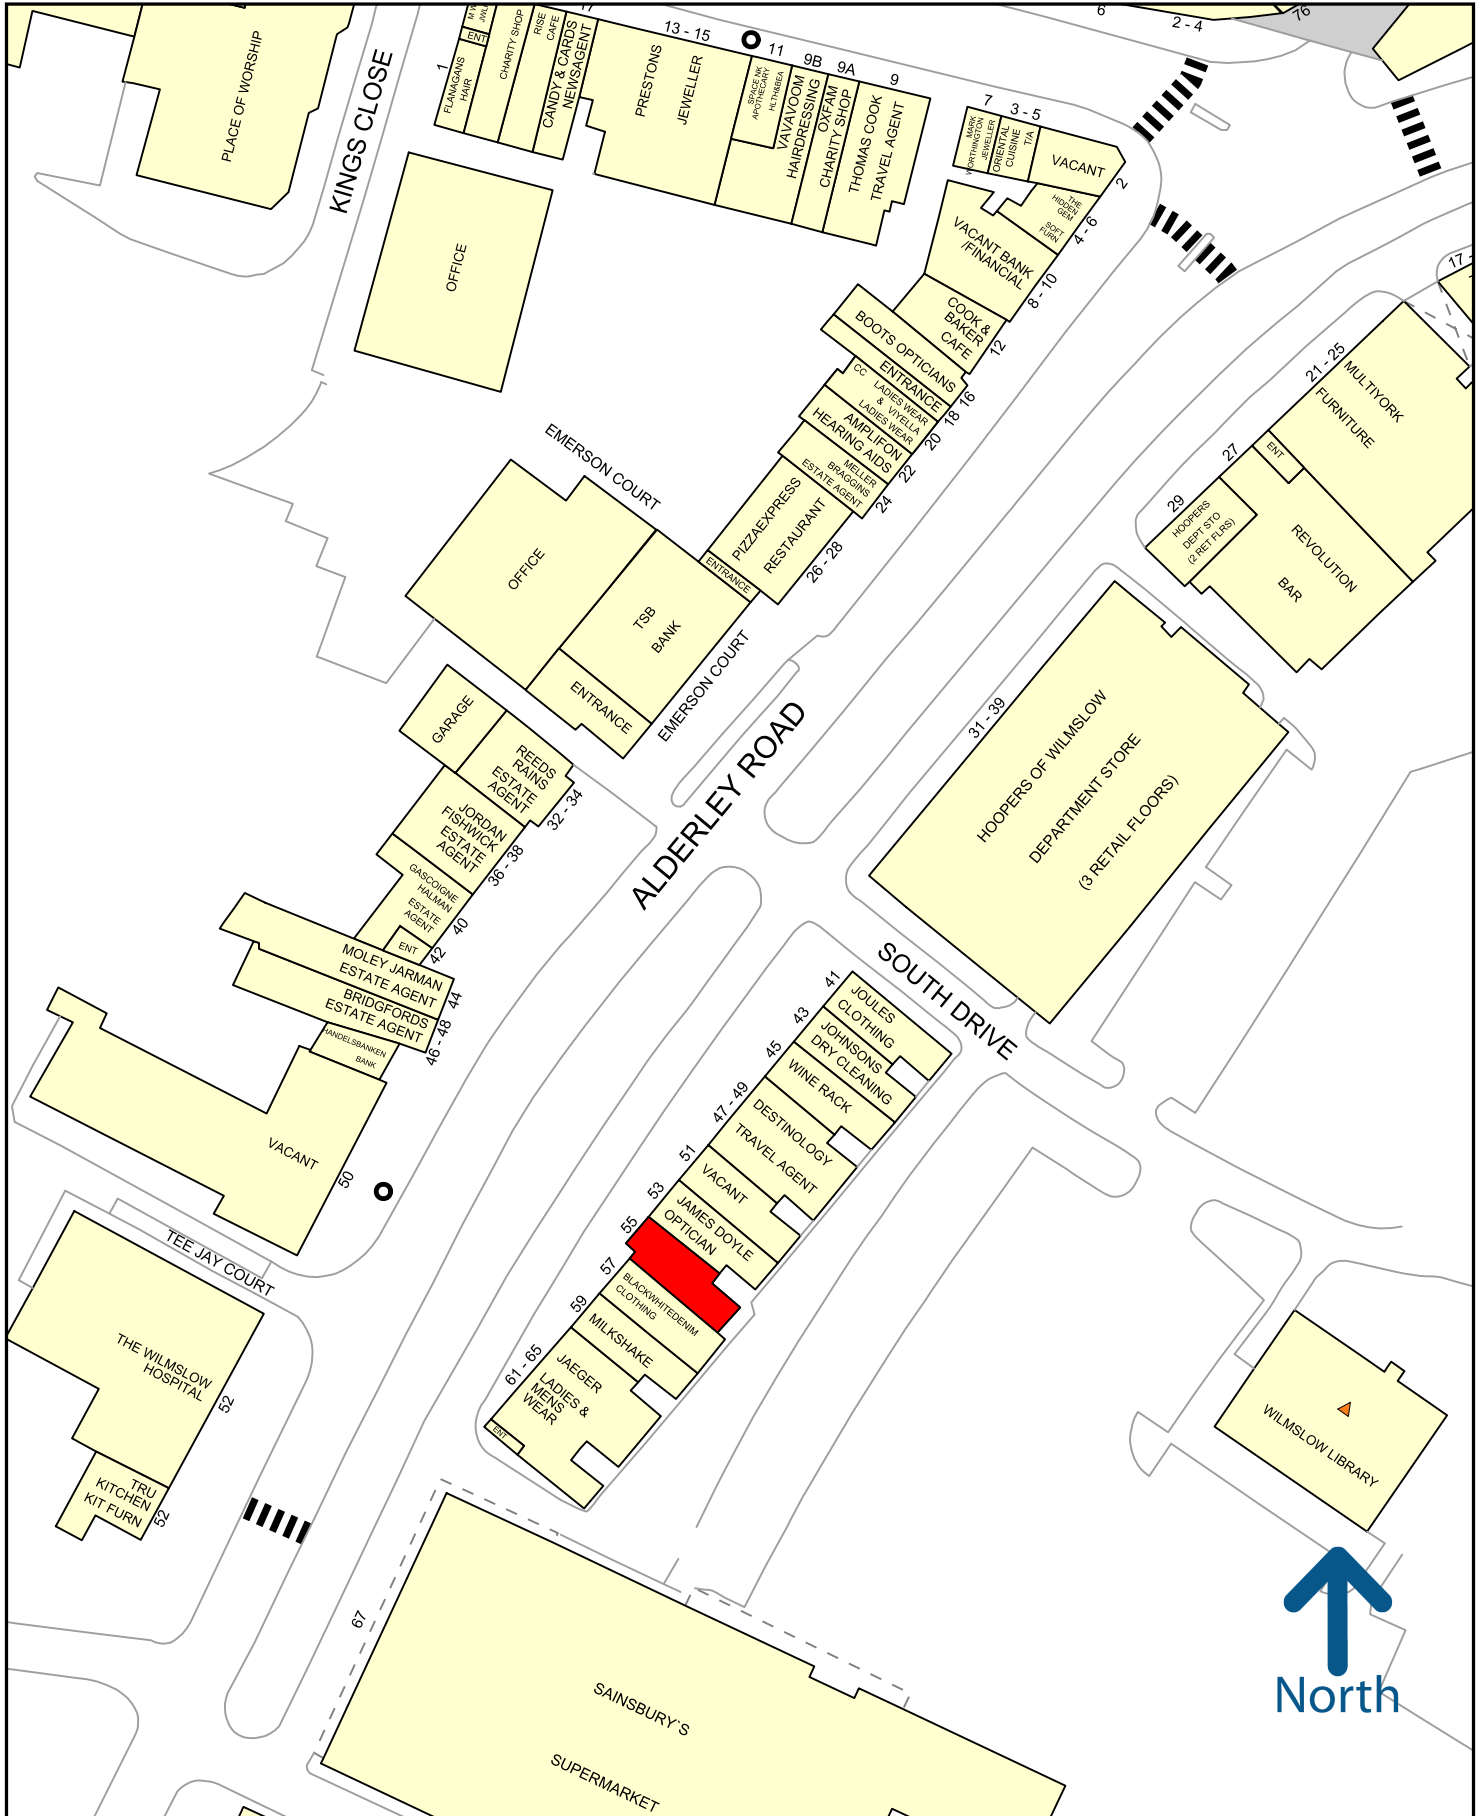 PLACE OF WORSHIP
KINGS CLOSE
1
FLANAGANS
HAIR
ENT
CHARITY SHOP
RISE
CAFE
CANDY & CARDS
NEWSAGENT
13 - 15
PRESTONS
JEWELLER
11
SPACE NK
APOTHECARY
HLTH&BEA
9B
VAVAVOOM
HAIRDRESSING
9A
OXFAM
CHARITY SHOP
9
THOMAS COOK
TRAVEL AGENT
7
MARK
WORTHINGTON
JEWELLER
3 - 5
ORIENTAL
CUISINE
T/A
VACANT
2
THE
HIDDEN
GEM
SOFT
FURN
4 - 6
6
2 - 4
76
17 -
OFFICE
VACANT BANK
/FINANCIAL
8 - 10
COOK &
BAKER
CAFE
12
BOOTS OPTICIANS
16
ENTRANCE
18
CC
LADIES WEAR
& VIYELLA
LADIES WEAR
20
AMPLIFON
HEARING AIDS
22
MELLER
BRAGGINS
ESTATE AGENT
24
PIZZAEXPRESS
RESTAURANT
26 - 28
ENTRANCE
EMERSON COURT
OFFICE
TSB
BANK
ENTRANCE
EMERSON COURT
21 - 25
MULTIYORK
FURNITURE
27
ENT
REVOLUTION
BAR
29
HOOPERS
DEPT STO
(2 RET FLRS)
31 - 39
HOOPERS OF WILMSLOW
DEPARTMENT STORE
(3 RETAIL FLOORS)
ALDERLEY ROAD
SOUTH DRIVE
GARAGE
REEDS
RAINS
ESTATE
AGENT
32 - 34
JORDAN
FISHWICK
ESTATE
AGENT
36 - 38
GASCOIGNE
HALMAN
ESTATE
AGENT
40
ENT
42
MOLEY JARMAN
ESTATE AGENT
44
BRIDGFORDS
ESTATE AGENT
46 - 48
HANDELSBANKEN
BANK
VACANT
50
TEE JAY COURT
THE WILMSLOW
HOSPITAL
52
TRU
KITCHEN
KIT FURN
52
41
JOULES
CLOTHING
43
JOHNSONS
DRY CLEANING
45
WINE RACK
47 - 49
DESTINOLOGY
TRAVEL AGENT
51
VACANT
53
JAMES DOYLE
OPTICIAN
55
57
BLACKWHITEDENIM
CLOTHING
59
MILKSHAKE
61 - 65
JAEGER
LADIES &
MENS
WEAR
ENT
67
SAINSBURY`S
SUPERMARKET
WILMSLOW LIBRARY
North